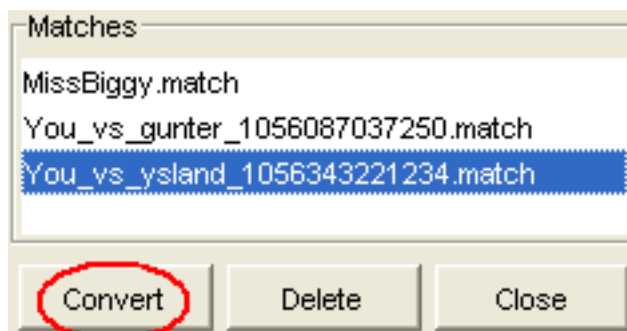 Matches
MissBiggy.match
You_vs_gunter_1056087037250.match
You_vs_ysland_1056343221234.match
Convert Delete Close